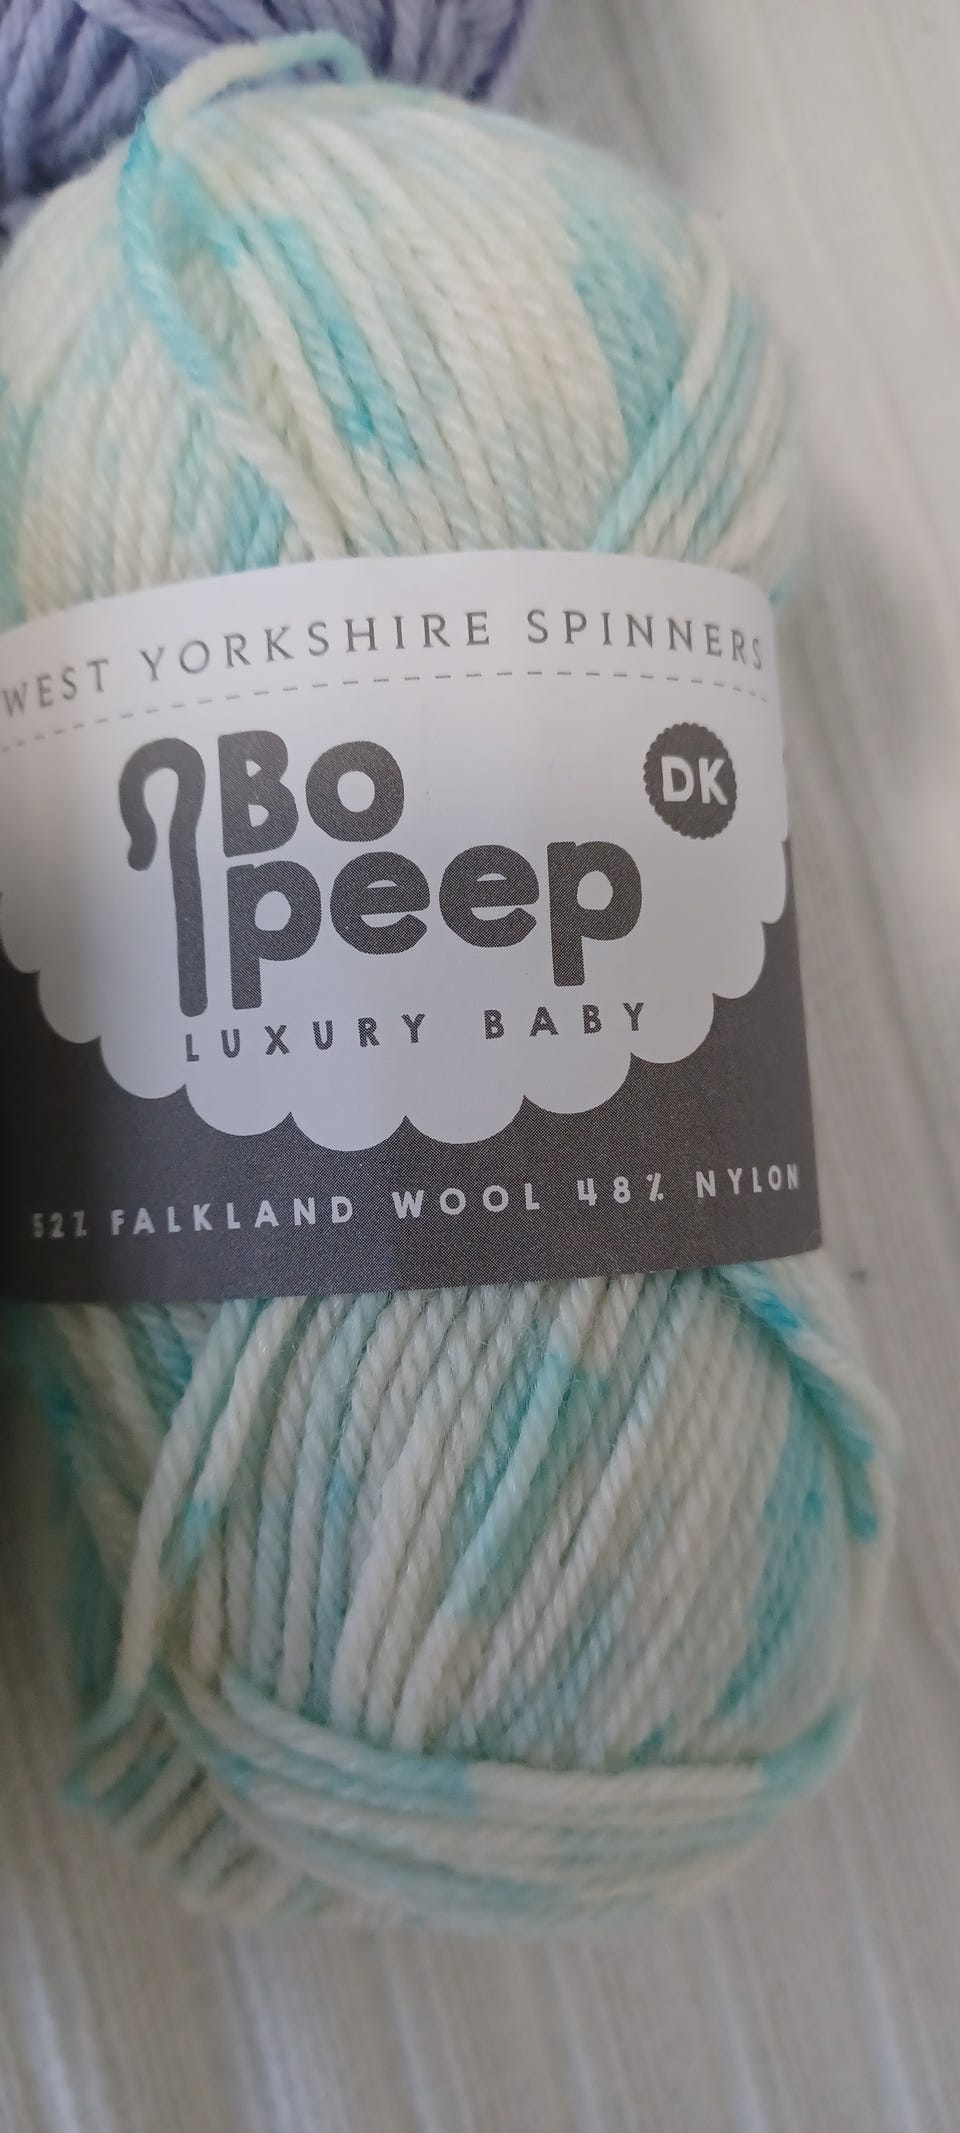 WEST YORKSHIRE SPINNERS
Bo
peep
DK
LUXURY BABY
52% FALKLAND WOOL 48% NYLON